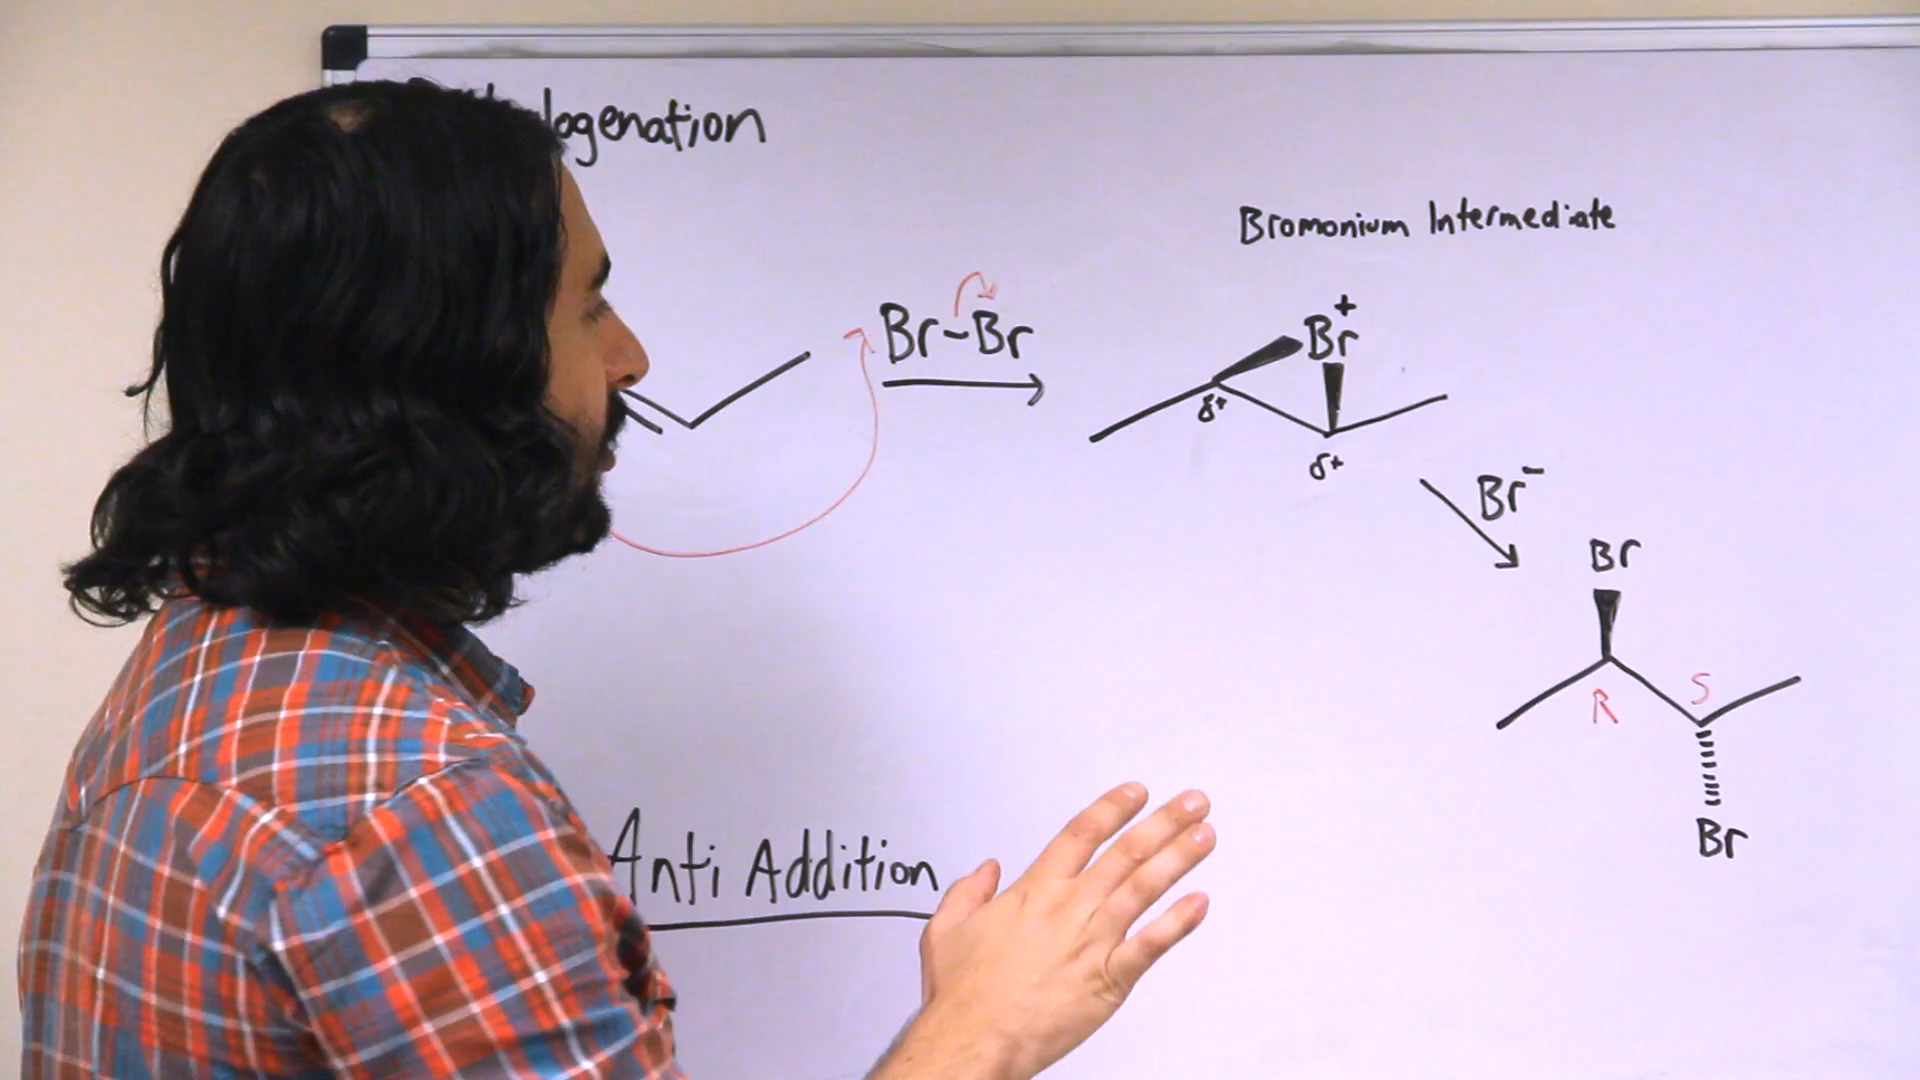 logenation
Bromonium Intermediate
Br-Br
Br+
δ+
δ+
Br-
Br
R
S
Br
Anti Addition